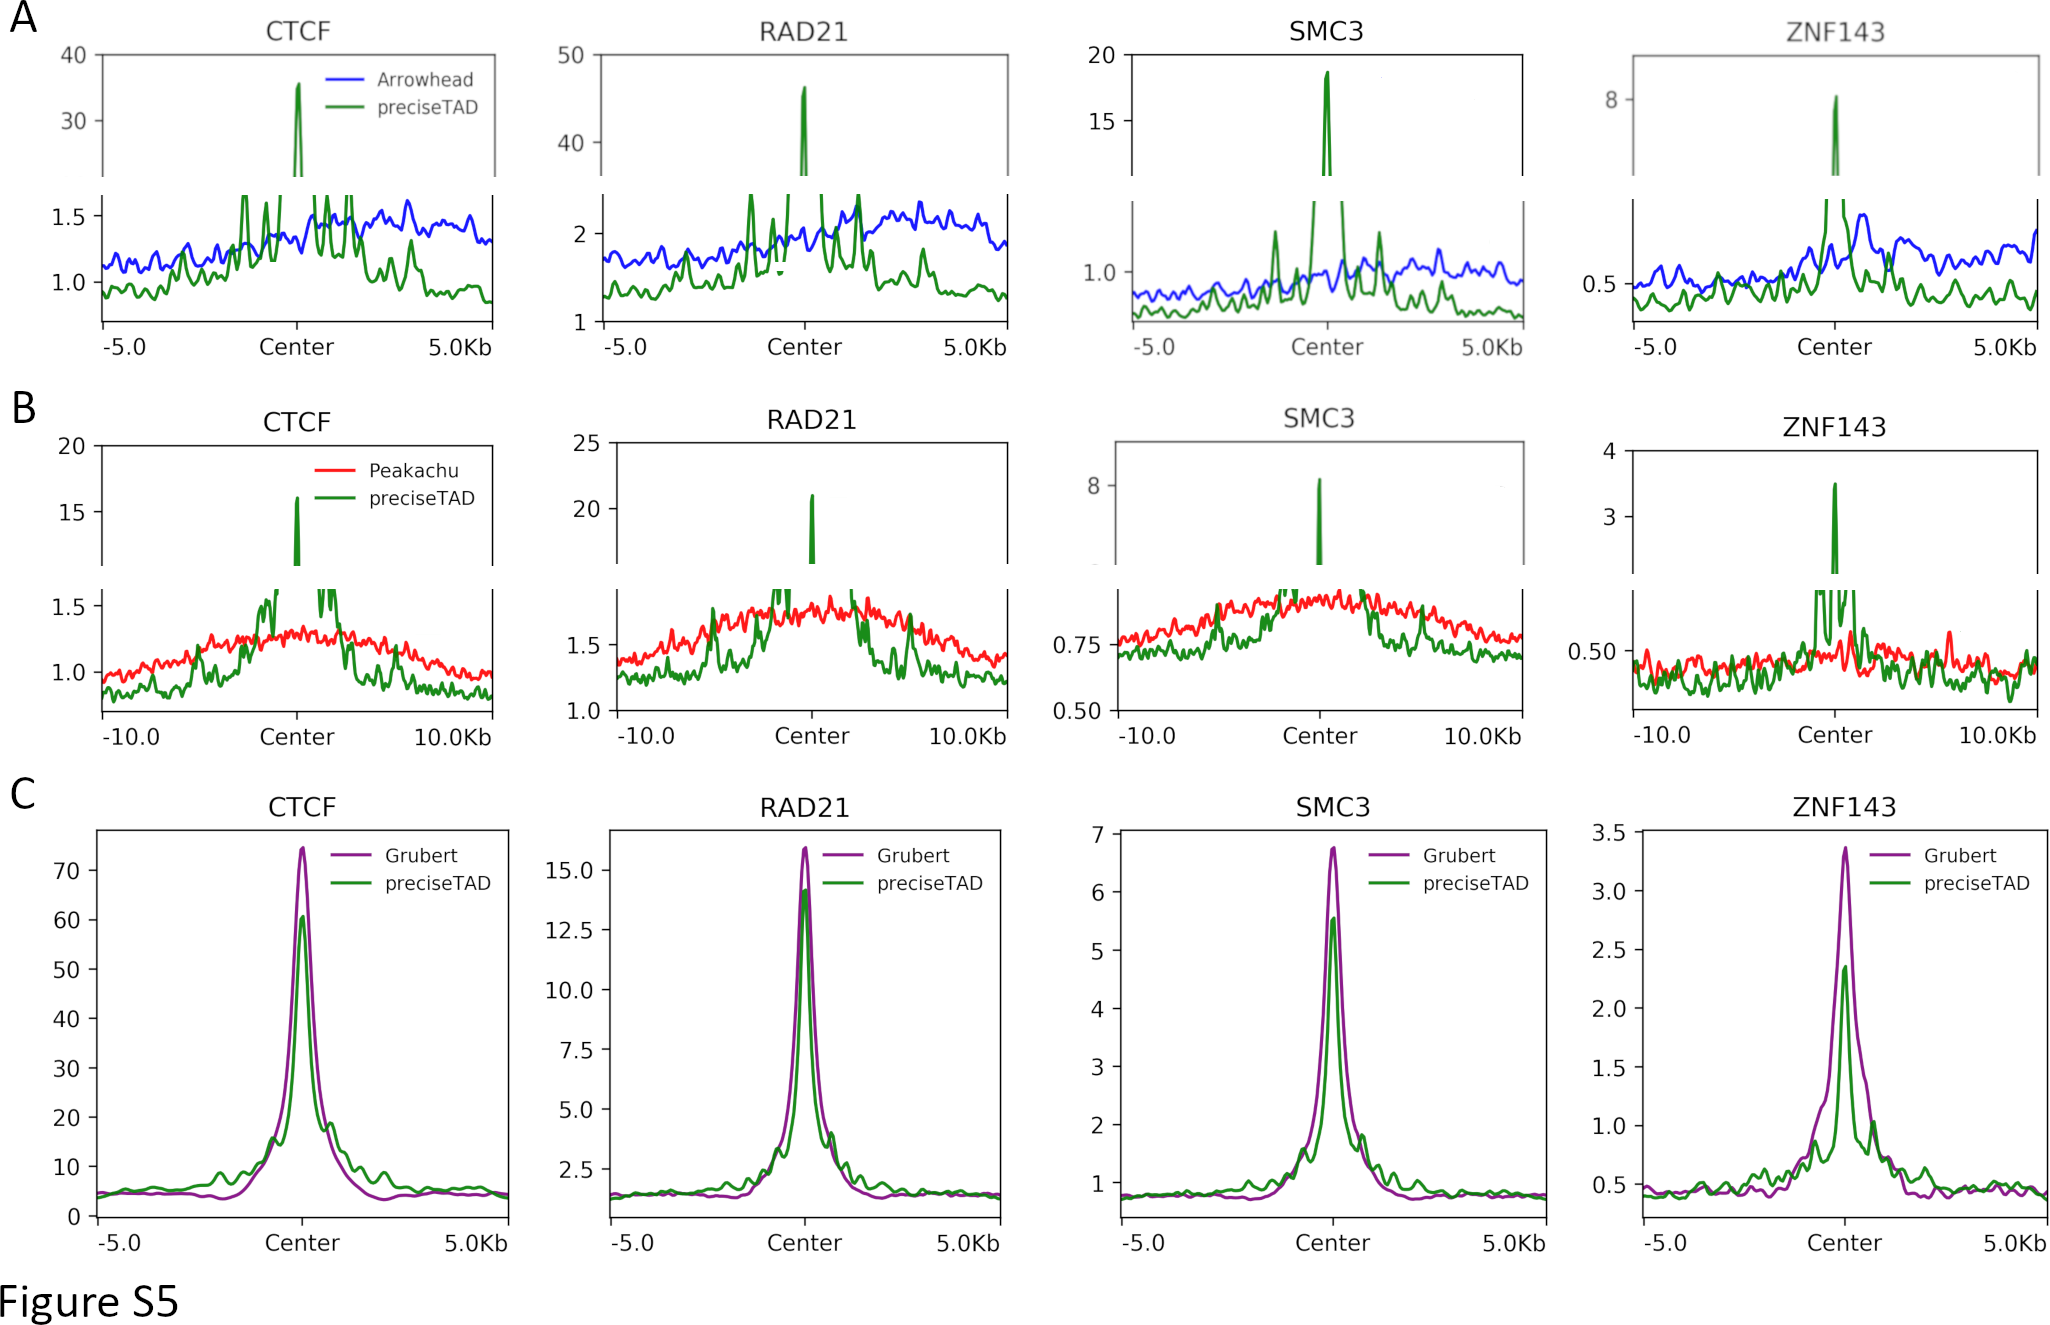 A
CTCF
RAD21
SMC3
ZNF143
40
30
1.5
1.0
Arrowhead
preciseTAD
-5.0 Center 5.0Kb
50
40
2
1
-5.0 Center 5.0Kb
20
15
1.0
-5.0 Center 5.0Kb
8
0.5
-5.0 Center 5.0Kb
B
CTCF
RAD21
SMC3
ZNF143
20
15
1.5
1.0
Peakachu
preciseTAD
-10.0 Center 10.0Kb
25
20
1.5
1.0
-10.0 Center 10.0Kb
8
0.75
0.50
-10.0 Center 10.0Kb
4
3
0.50
-10.0 Center 10.0Kb
C
CTCF
RAD21
SMC3
ZNF143
70
60
50
40
30
20
10
0
Grubert
preciseTAD
-5.0 Center 5.0Kb
15.0
12.5
10.0
7.5
5.0
2.5
Grubert
preciseTAD
-5.0 Center 5.0Kb
7
6
5
4
3
2
1
Grubert
preciseTAD
-5.0 Center 5.0Kb
3.5
3.0
2.5
2.0
1.5
1.0
0.5
Grubert
preciseTAD
-5.0 Center 5.0Kb
Figure S5